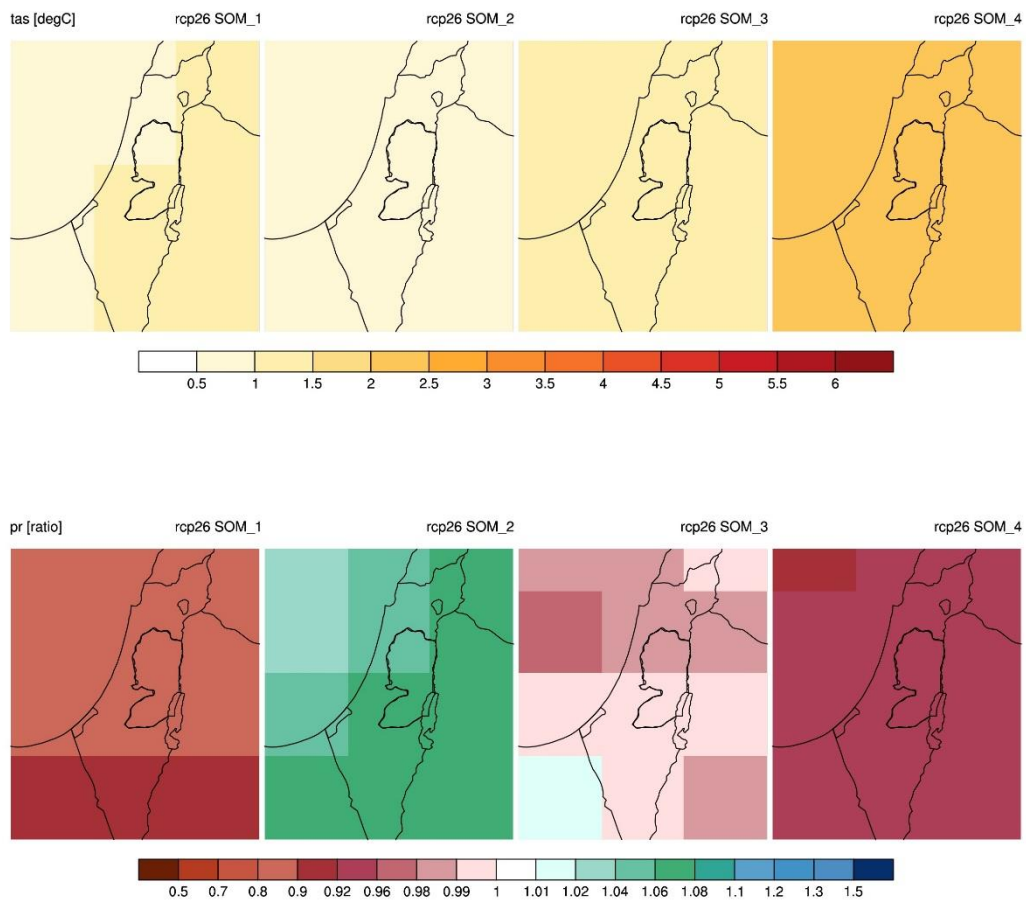 tas [degC] rcp26 SOM_1 rcp26 SOM_2 rcp26 SOM_3 rcp26 SOM_4
0.5 1 1.5 2 2.5 3 3.5 4 4.5 5 5.5 6
pr [ratio] rcp26 SOM_1 rcp26 SOM_2 rcp26 SOM_3 rcp26 SOM_4
0.5 0.7 0.8 0.9 0.92 0.96 0.98 0.99 1 1.01 1.02 1.04 1.06 1.08 1.1 1.2 1.3 1.5